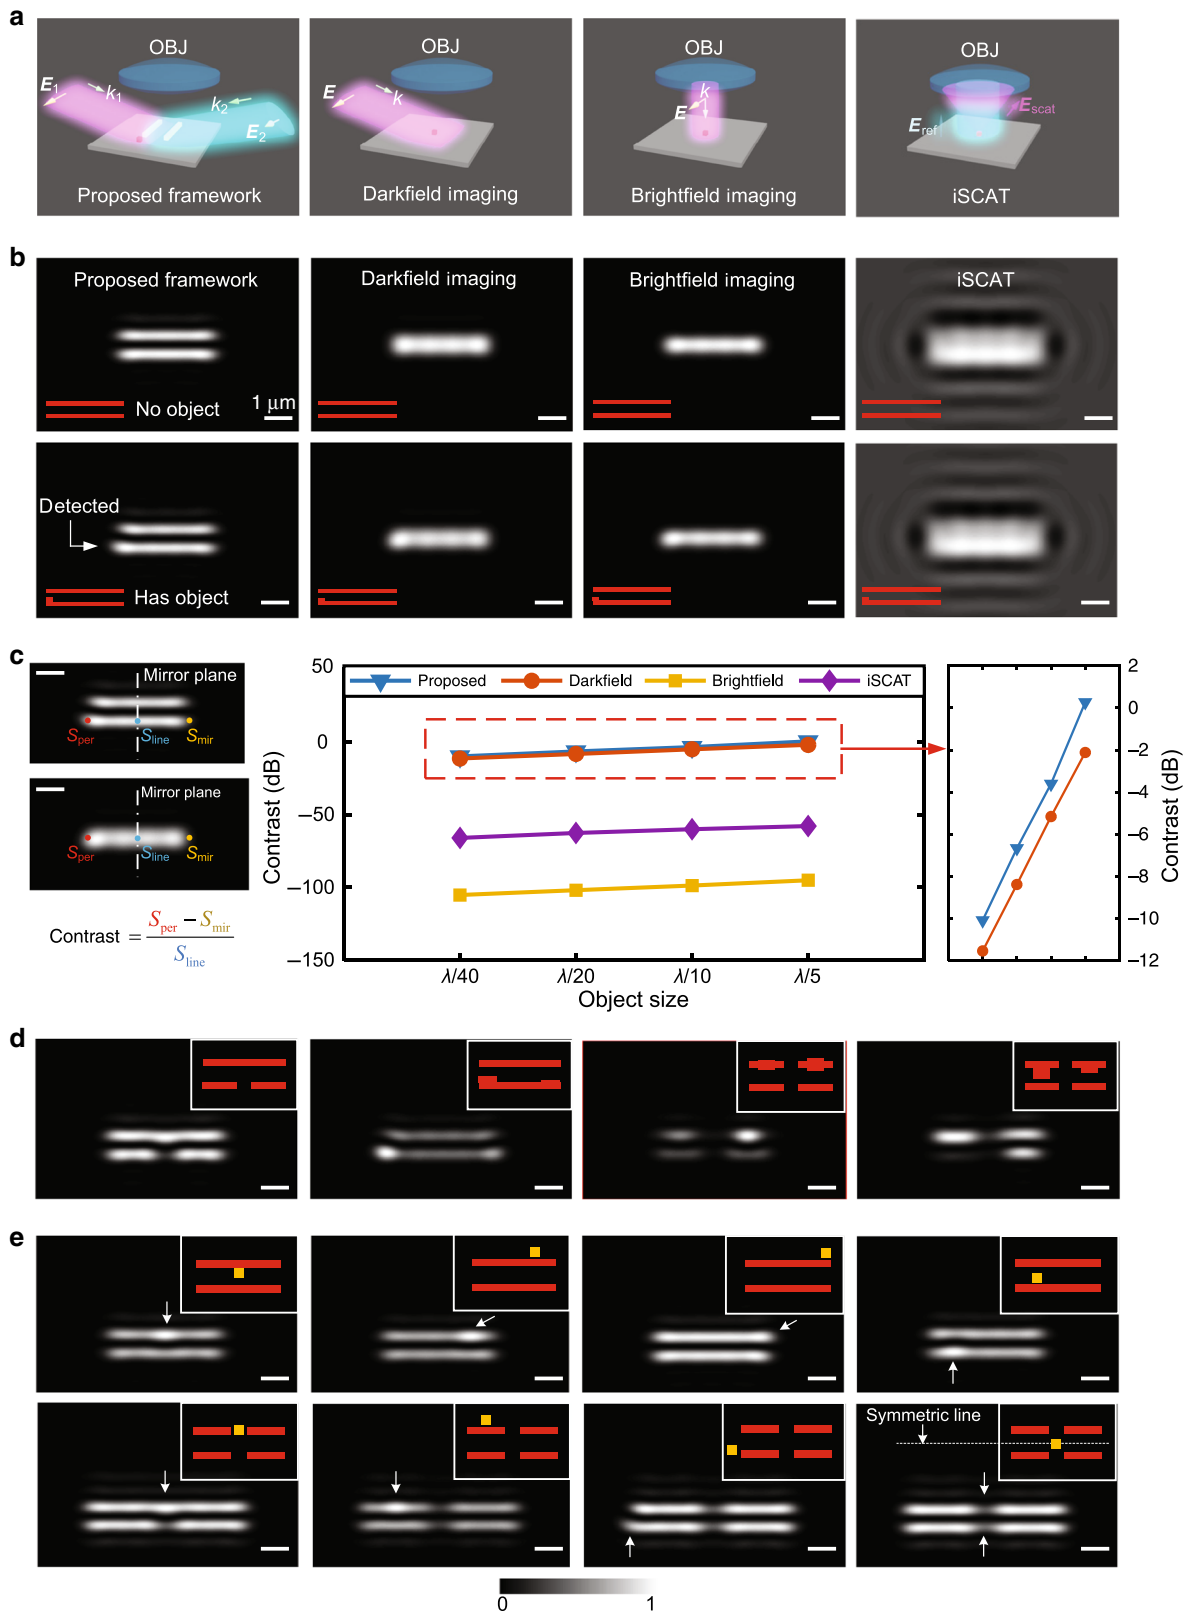 a
OBJ
E1
k1
k2
E2
Proposed framework
OBJ
E
k
Darkfield imaging
OBJ
k
E
Brightfield imaging
OBJ
Escat
Eref
iSCAT
b
Proposed framework
No object
1 μm
Darkfield imaging
Brightfield imaging
iSCAT
Detected
Has object
c
Mirror plane
Sper
Sline
Smir
Mirror plane
Sper
Sline
Smir
Contrast = Sper − Smir / Sline
Proposed
Darkfield
Brightfield
iSCAT
Contrast (dB)
50
0
−50
−100
−150
λ/40
λ/20
λ/10
λ/5
Object size
2
0
−2
−4
−6
−8
−10
−12
Contrast (dB)
d
e
Symmetric line
0
1